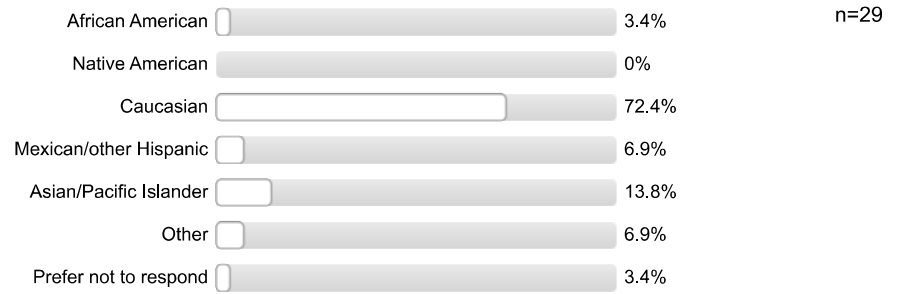 African American 3.4% n=29
Native American 0%
Caucasian 72.4%
Mexican/other Hispanic 6.9%
Asian/Pacific Islander 13.8%
Other 6.9%
Prefer not to respond 3.4%